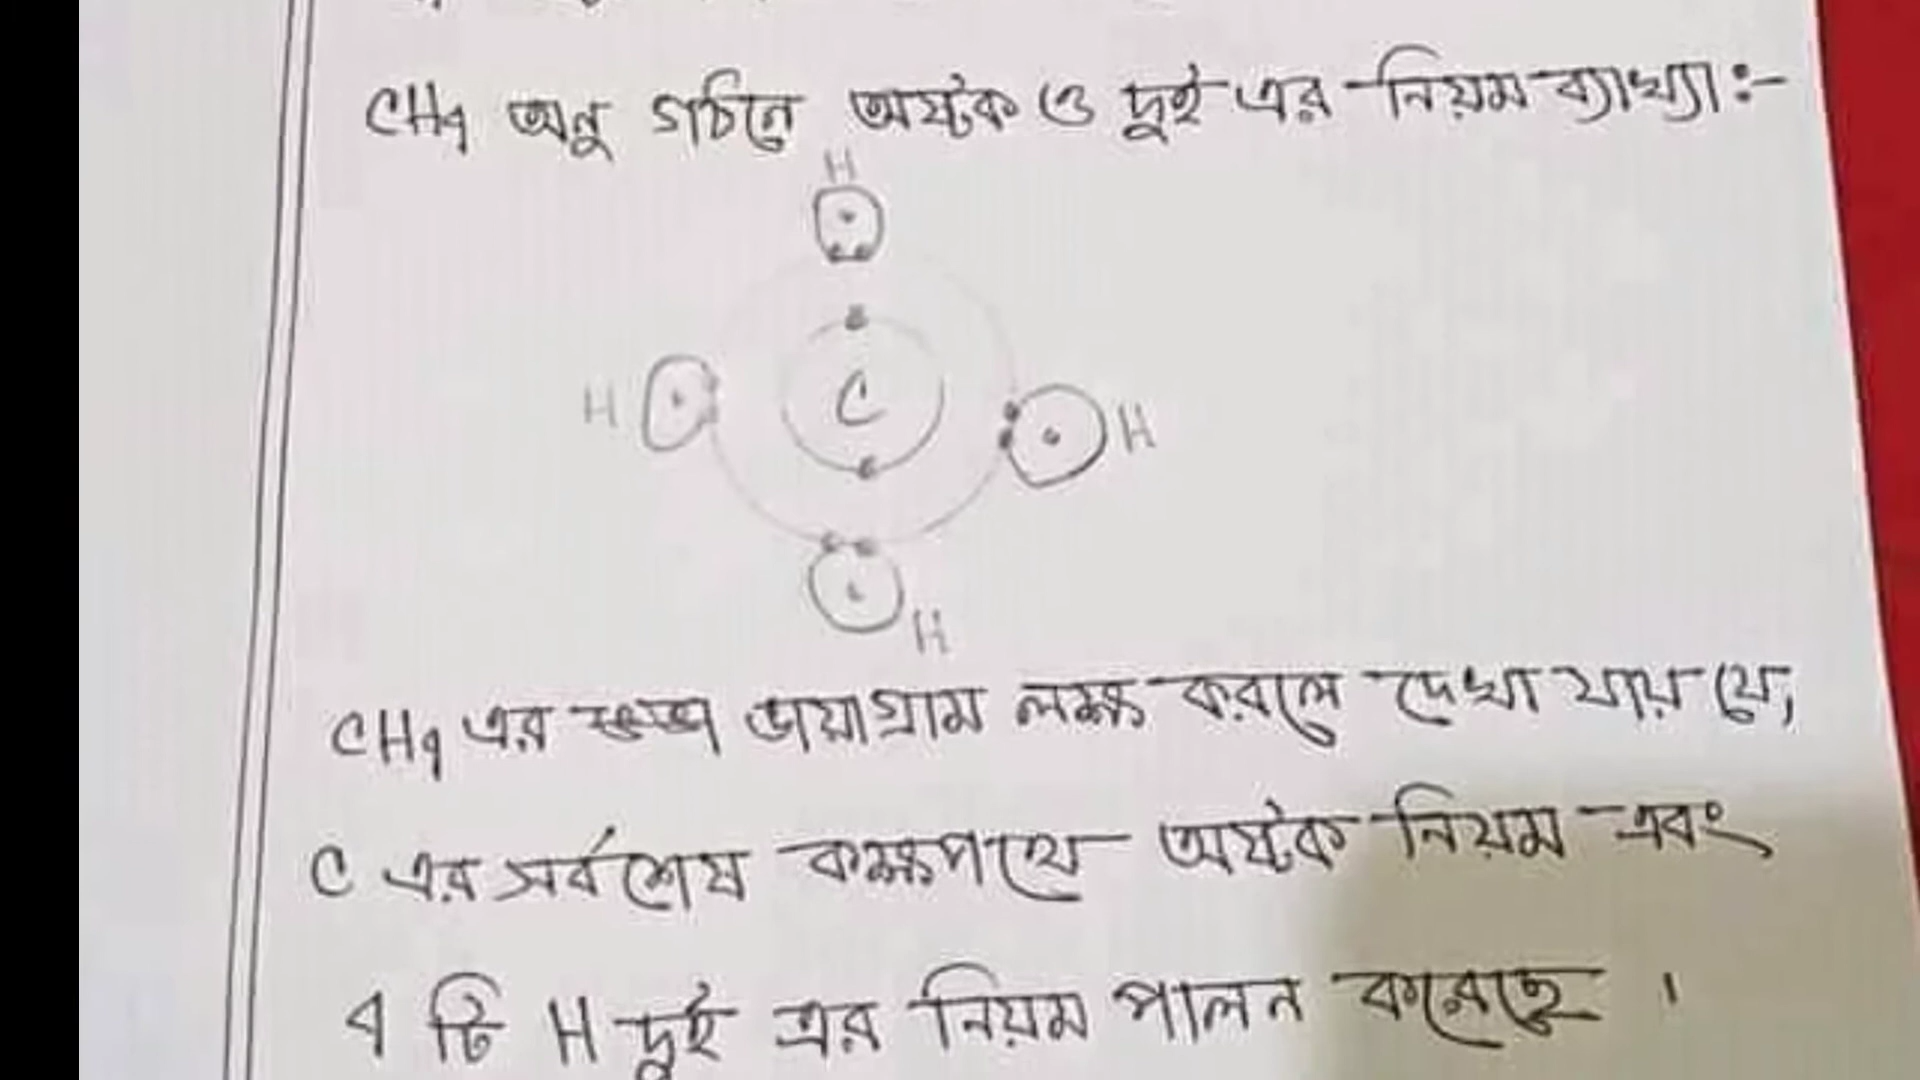 CH4 অনু গঠনে অষ্টক ও দুই এর নিয়ম ব্যাখ্যা:-
H
H
C
H
H
CH4 এর ডায়াগ্রাম লক্ষ করলে দেখা যায় যে,
C এর সর্বশেষ কক্ষপথে অষ্টক নিয়ম এবং
4 টি H দুই এর নিয়ম পালন করেছে।